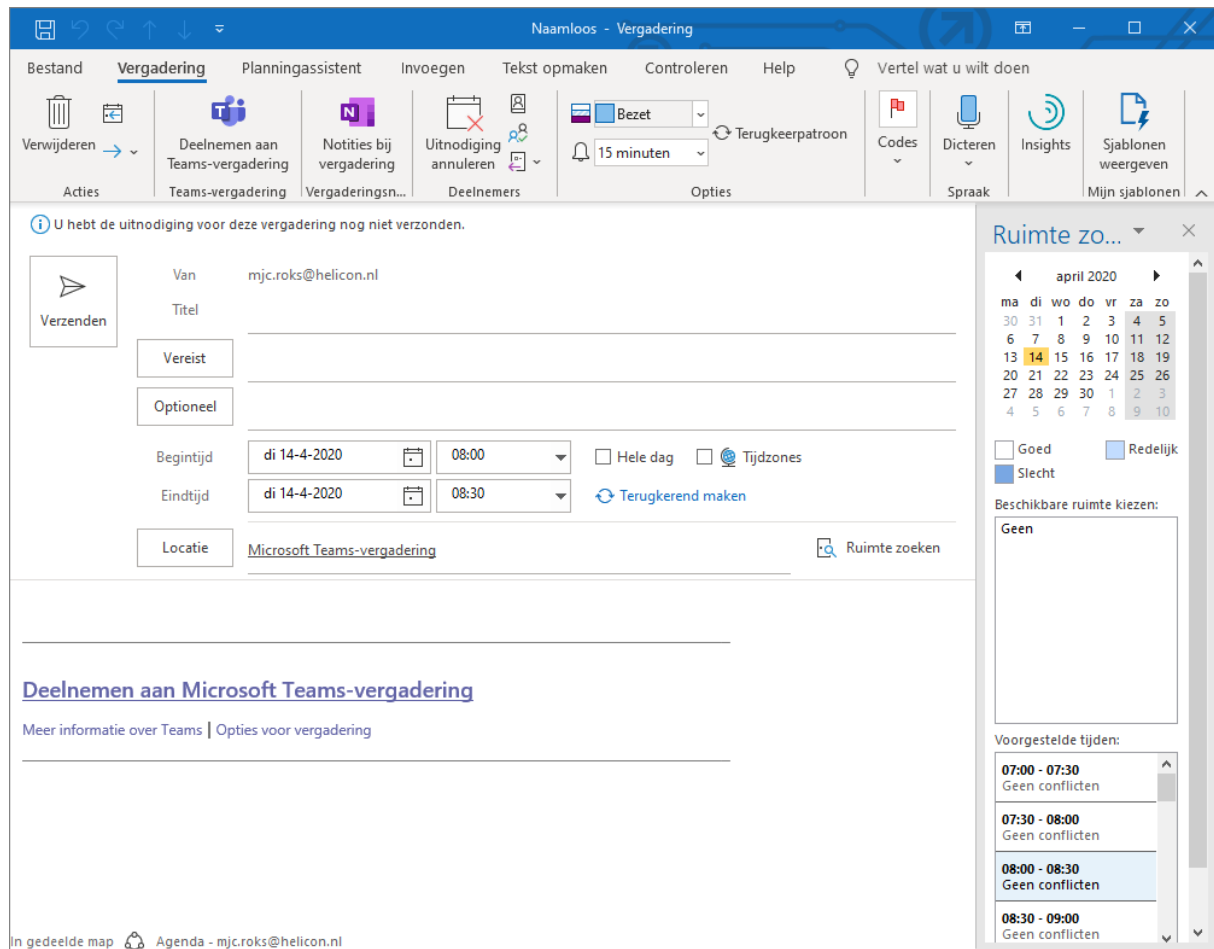 Naamloos - Vergadering
Bestand Vergadering Planningassistent Invoegen Tekst opmaken Controleren Help Vertel wat u wilt doen
Verwijderen
Deelnemen aan Teams-vergadering
Notities bij vergadering
Uitnodiging annuleren
Bezet
15 minuten
Terugkeerpatroon
Codes
Dicteren
Insights
Sjablonen weergeven
Acties Teams-vergadering Vergaderingsn... Deelnemers Opties Spraak Mijn sjablonen
U hebt de uitnodiging voor deze vergadering nog niet verzonden.
Verzenden
Van mjc.roks@helicon.nl
Titel
Vereist
Optioneel
Begintijd di 14-4-2020 08:00 Hele dag Tijdzones
Eindtijd di 14-4-2020 08:30 Terugkerend maken
Locatie Microsoft Teams-vergadering Ruimte zoeken
Deelnemen aan Microsoft Teams-vergadering
Meer informatie over Teams | Opties voor vergadering
In gedeelde map Agenda - mjc.roks@helicon.nl
Ruimte zo...
april 2020
ma di wo do vr za zo
30 31 1 2 3 4 5
6 7 8 9 10 11 12
13 14 15 16 17 18 19
20 21 22 23 24 25 26
27 28 29 30 1 2 3
4 5 6 7 8 9 10
Goed Redelijk
Slecht
Beschikbare ruimte kiezen:
Geen
Voorgestelde tijden:
07:00 - 07:30
Geen conflicten
07:30 - 08:00
Geen conflicten
08:00 - 08:30
Geen conflicten
08:30 - 09:00
Geen conflicten